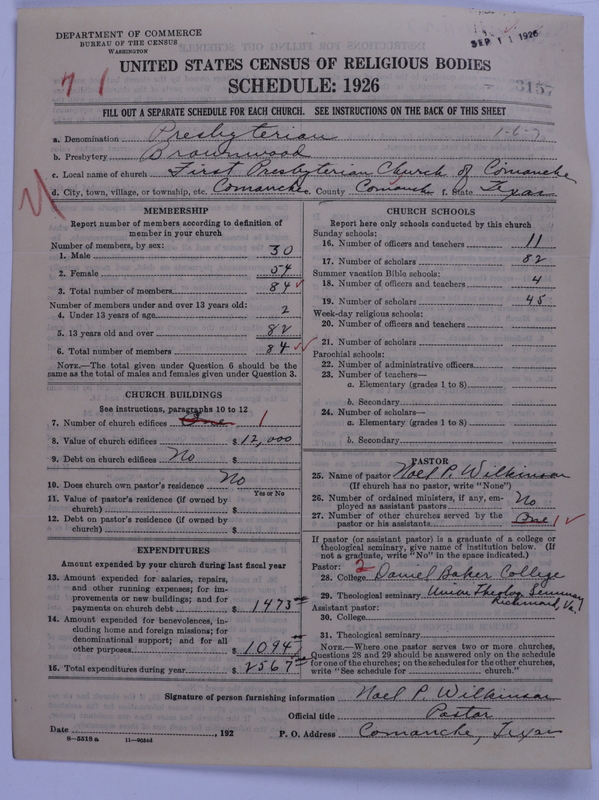 DEPARTMENT OF COMMERCE
BUREAU OF THE CENSUS
WASHINGTON
SEP 11 1926
71
UNITED STATES CENSUS OF RELIGIOUS BODIES
SCHEDULE: 1926
3157
FILL OUT A SEPARATE SCHEDULE FOR EACH CHURCH. SEE INSTRUCTIONS ON THE BACK OF THIS SHEET
a. Denomination Presbyterian 1-6-7
b. Presbytery Brownwood
c. Local name of church First Presbyterian Church of Comanche
d. City, town, village, or township, etc. Comanche e. County Comanche f. State Texas
MEMBERSHIP
Report number of members according to definition of
member in your church
Number of members, by sex:
1. Male 30
2. Female 54
3. Total number of members 84
Number of members under and over 13 years old:
4. Under 13 years of age 2
5. 13 years old and over 82
6. Total number of members 84
NOTE.—The total given under Question 6 should be the
same as the total of males and females given under Question 3.
CHURCH BUILDINGS
See instructions, paragraphs 10 to 12
7. Number of church edifices One 1
8. Value of church edifices $12,000
9. Debt on church edifices No $
10. Does church own pastor's residence No
Yes or No
11. Value of pastor's residence (if owned by
church) $
12. Debt on pastor's residence (if owned by
church) $
EXPENDITURES
Amount expended by your church during last fiscal year
13. Amount expended for salaries, repairs,
and other running expenses; for im-
provements or new buildings; and for
payments on church debt $ 1473
14. Amount expended for benevolences, in-
cluding home and foreign missions; for
denominational support; and for all
other purposes $ 1094
15. Total expenditures during year $ 2567
CHURCH SCHOOLS
Report here only schools conducted by this church
Sunday schools:
16. Number of officers and teachers 11
17. Number of scholars 82
Summer vacation Bible schools:
18. Number of officers and teachers 4
19. Number of scholars 45
Week-day religious schools:
20. Number of officers and teachers
21. Number of scholars
Parochial schools:
22. Number of administrative officers
23. Number of teachers—
a. Elementary (grades 1 to 8)
b. Secondary
24. Number of scholars—
a. Elementary (grades 1 to 8)
b. Secondary
PASTOR
25. Name of pastor Noel P. Wilkinson
(If church has no pastor, write "None")
26. Number of ordained ministers, if any, em-
ployed as assistant pastors No
27. Number of other churches served by the
pastor or his assistants One 1
If pastor (or assistant pastor) is a graduate of a college or
theological seminary, give name of institution below. (If
not a graduate, write "No" in the space indicated.)
Pastor: 2
28. College Daniel Baker College
29. Theological seminary Union Theolog Seminary
Richmond, Va.
Assistant pastor:
30. College
31. Theological seminary
NOTE.—Where one pastor serves two or more churches,
Questions 28 and 29 should be answered only on the schedule
for one of the churches; on the schedules for the other churches,
write "See schedule for church."
Signature of person furnishing information Noel P. Wilkinson
Official title Pastor
Date , 192 P. O. Address Comanche, Texas
8—5518 a